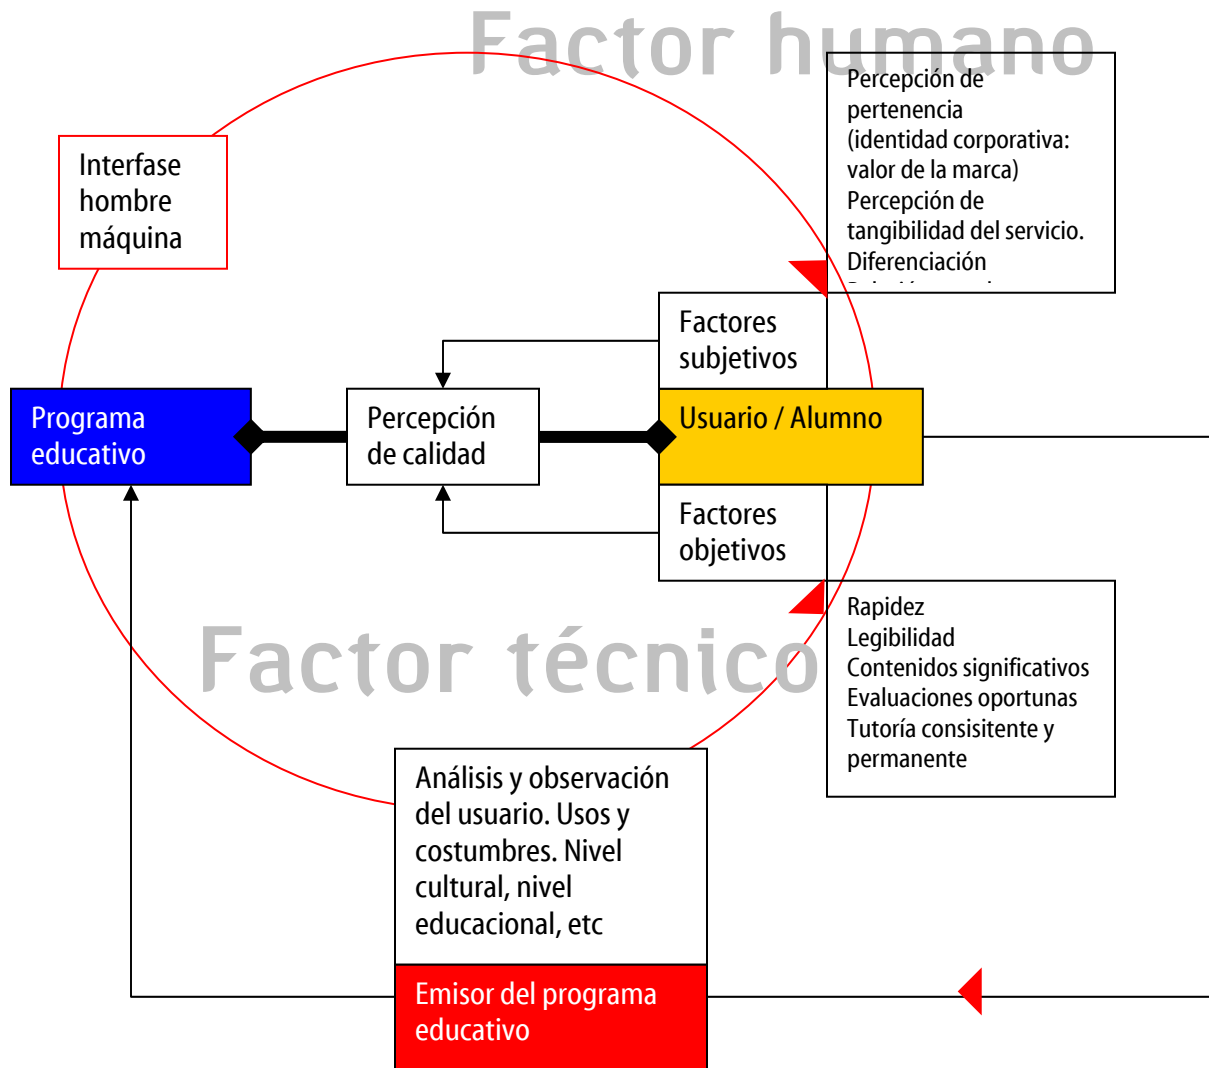 Factor humano
Percepción de
pertenencia
(identidad corporativa:
valor de la marca)
Percepción de
tangibilidad del servicio.
Diferenciación
Interfase
hombre
máquina
Factores
subjetivos
Programa
educativo
Percepción
de calidad
Usuario / Alumno
Factores
objetivos
Factor técnico
Rapidez
Legibilidad
Contenidos significativos
Evaluaciones oportunas
Tutoría consisitente y
permanente
Análisis y observación
del usuario. Usos y
costumbres. Nivel
cultural, nivel
educacional, etc
Emisor del programa
educativo